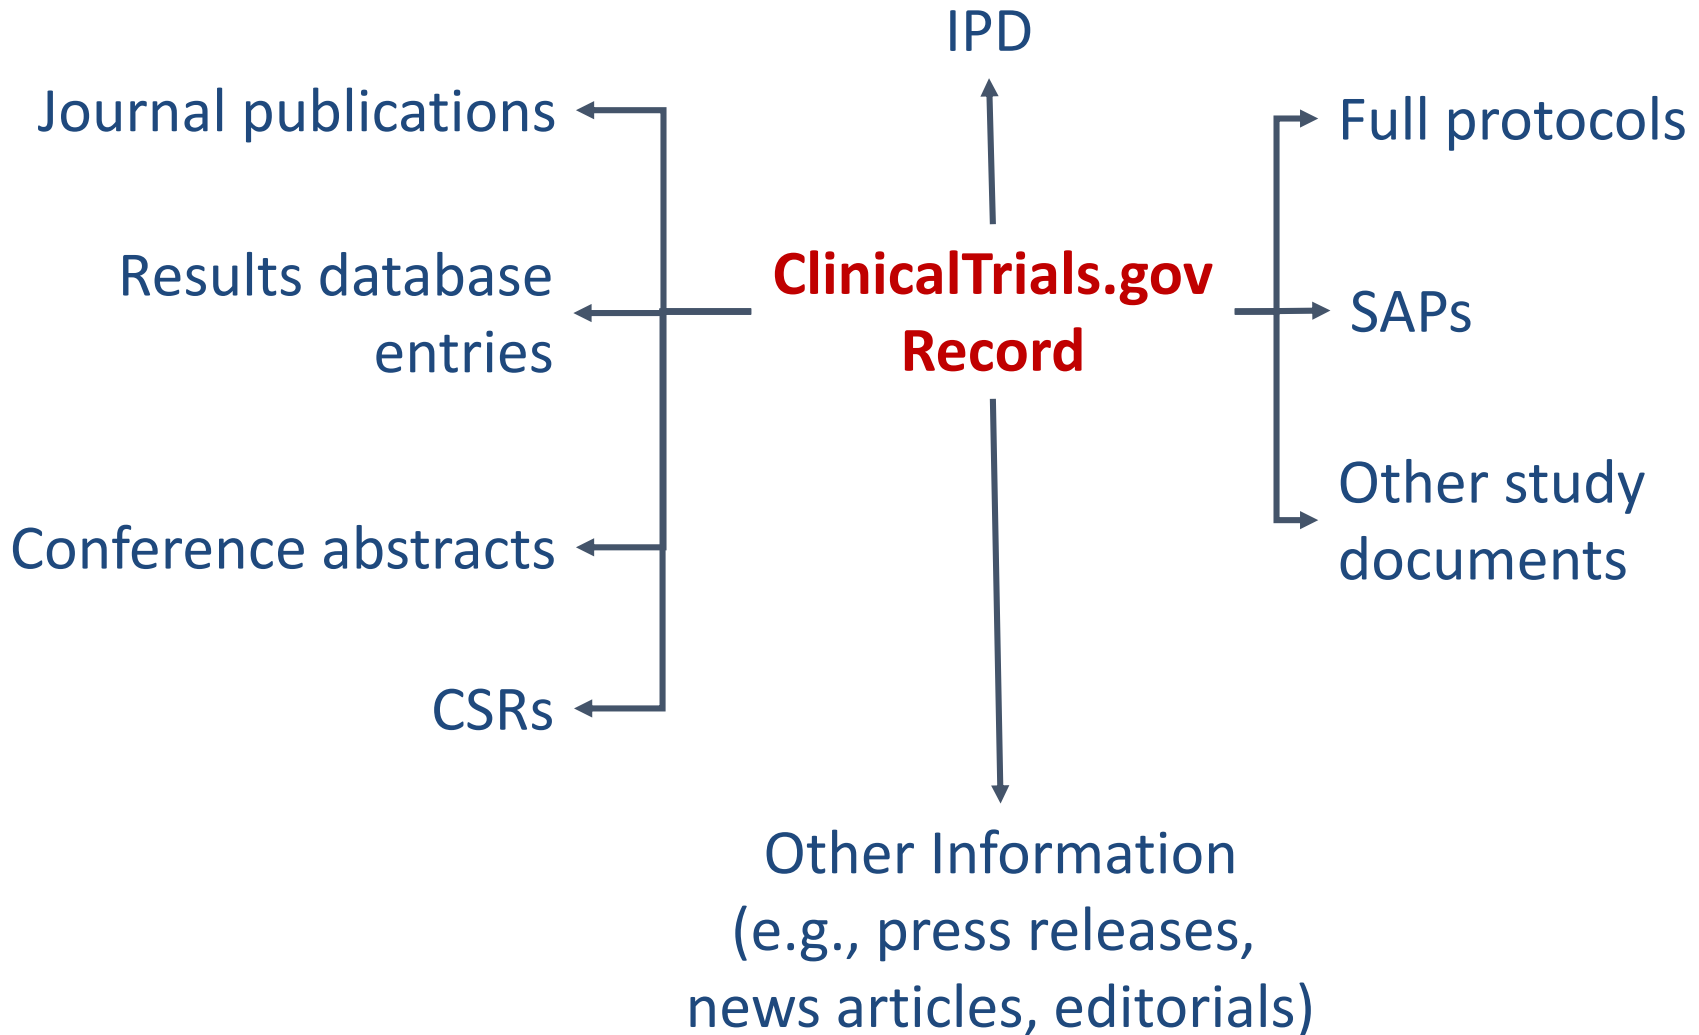 IPD
Journal publications
Full protocols
Results database
entries
ClinicalTrials.gov
Record
SAPs
Conference abstracts
Other study
documents
CSRs
Other Information
(e.g., press releases,
news articles, editorials)